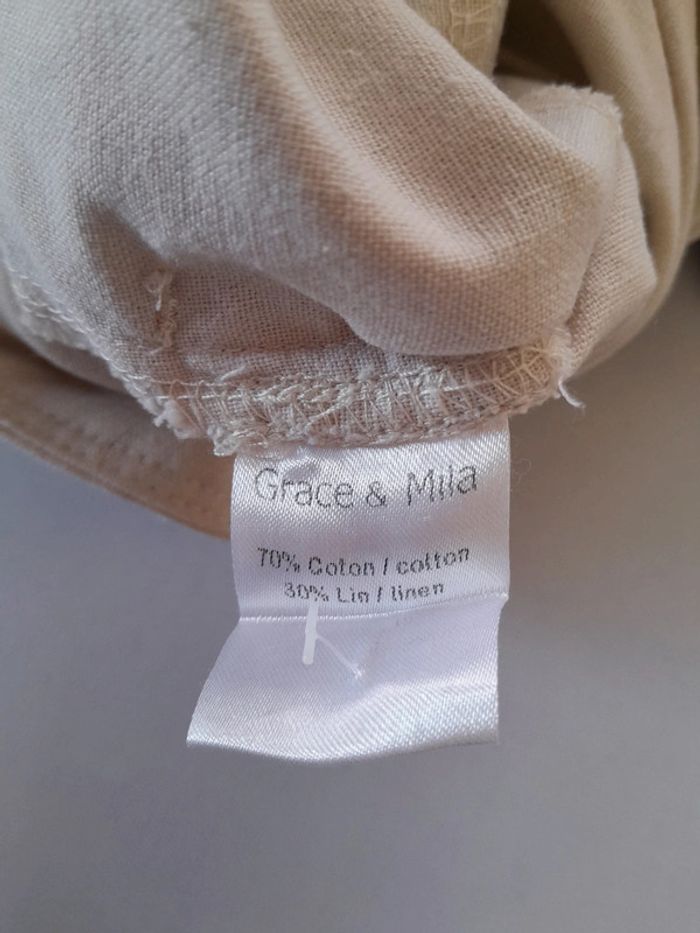 Grace & Mila
70% Coton / cotton
30% Lin / linen